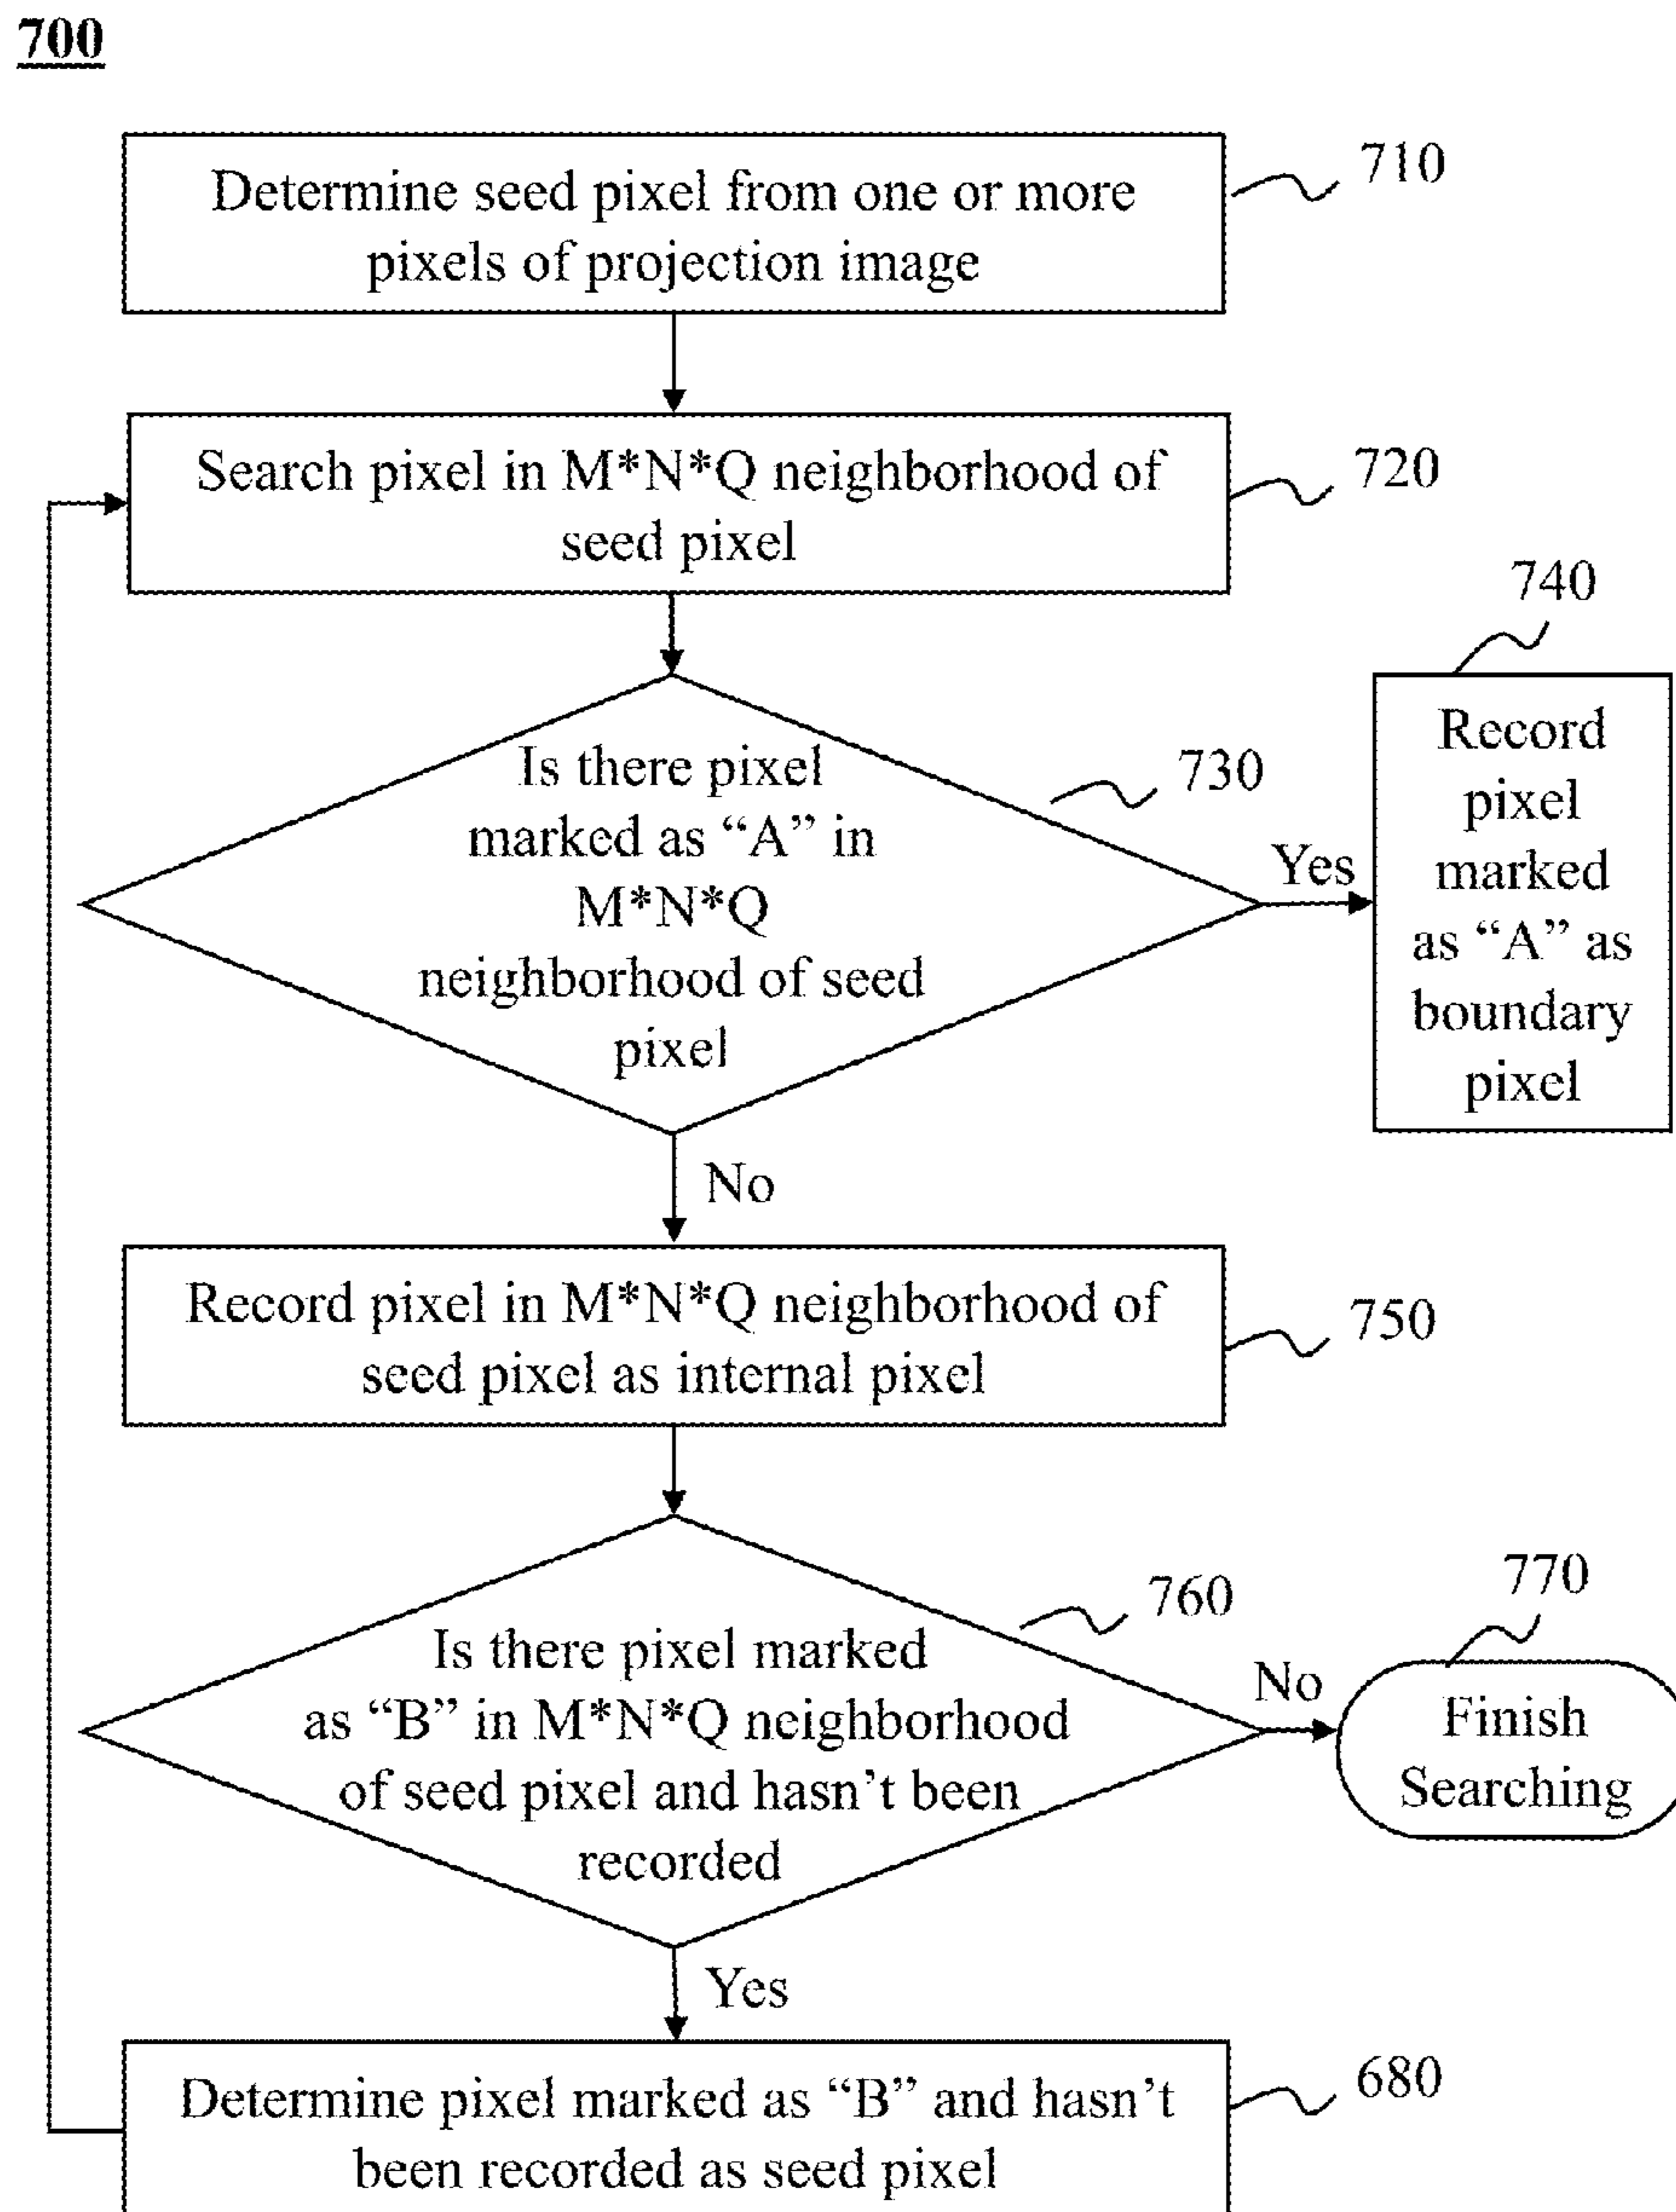 700
Determine seed pixel from one or more
pixels of projection image
710
Search pixel in M*N*Q neighborhood of
seed pixel
720
Is there pixel
marked as “A” in
M*N*Q
neighborhood of seed
pixel
730
Yes
740
Record
pixel
marked
as “A” as
boundary
pixel
No
Record pixel in M*N*Q neighborhood of
seed pixel as internal pixel
750
Is there pixel marked
as “B” in M*N*Q neighborhood
of seed pixel and hasn’t been
recorded
760
No
770
Finish
Searching
Yes
Determine pixel marked as “B” and hasn’t
been recorded as seed pixel
680